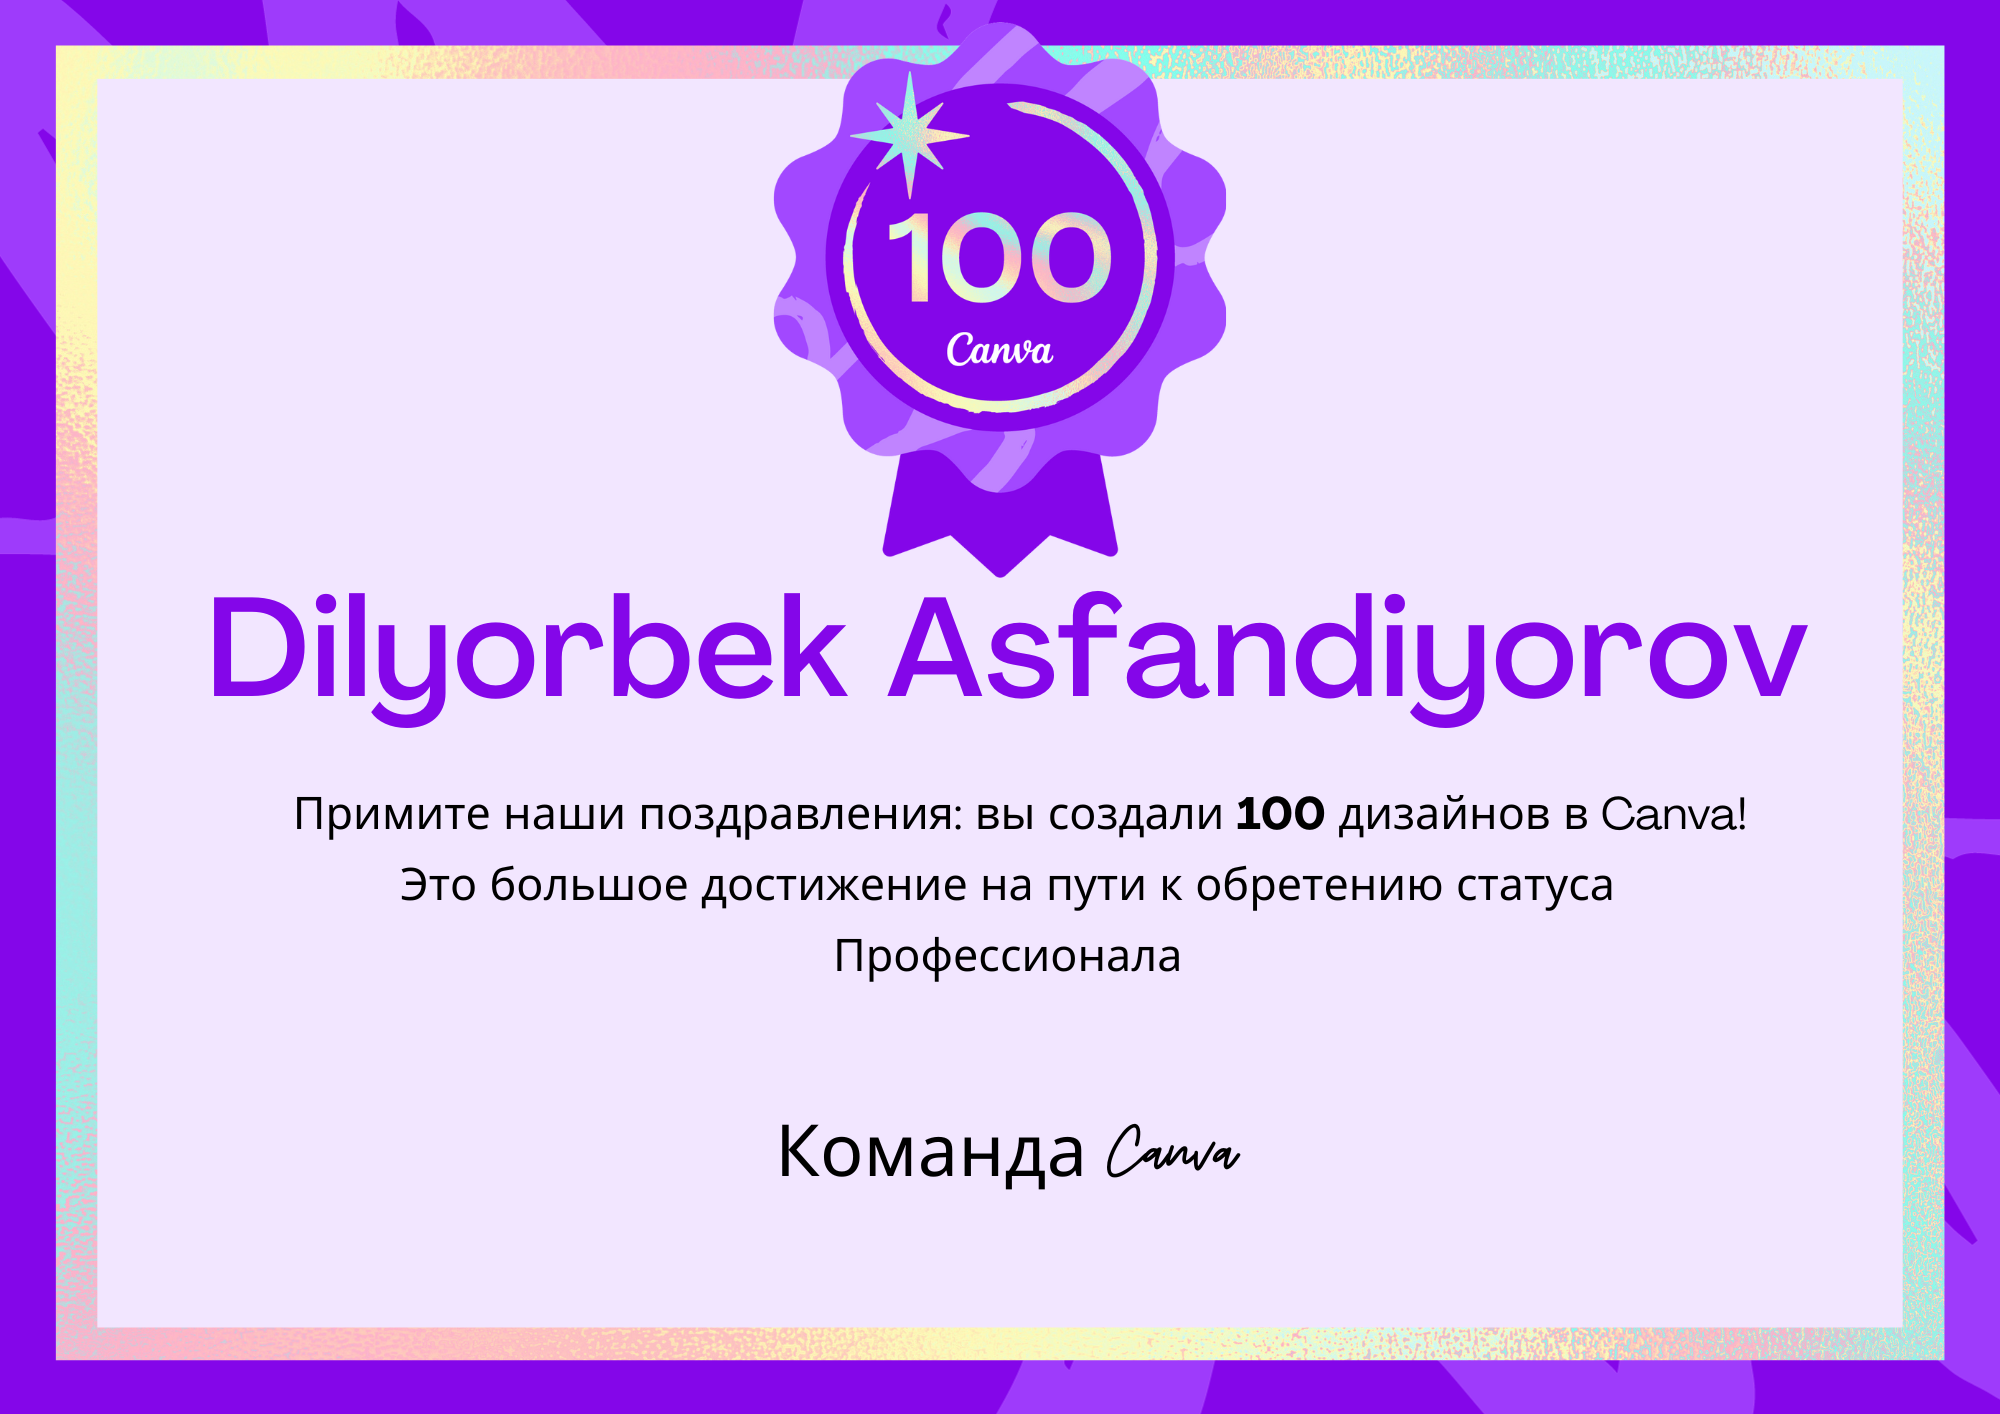 100
Canva
Dilyorbek Asfandiyorov
Примите наши поздравления: вы создали 100 дизайнов в Canva!
Это большое достижение на пути к обретению статуса
Профессионала
Команда Canva